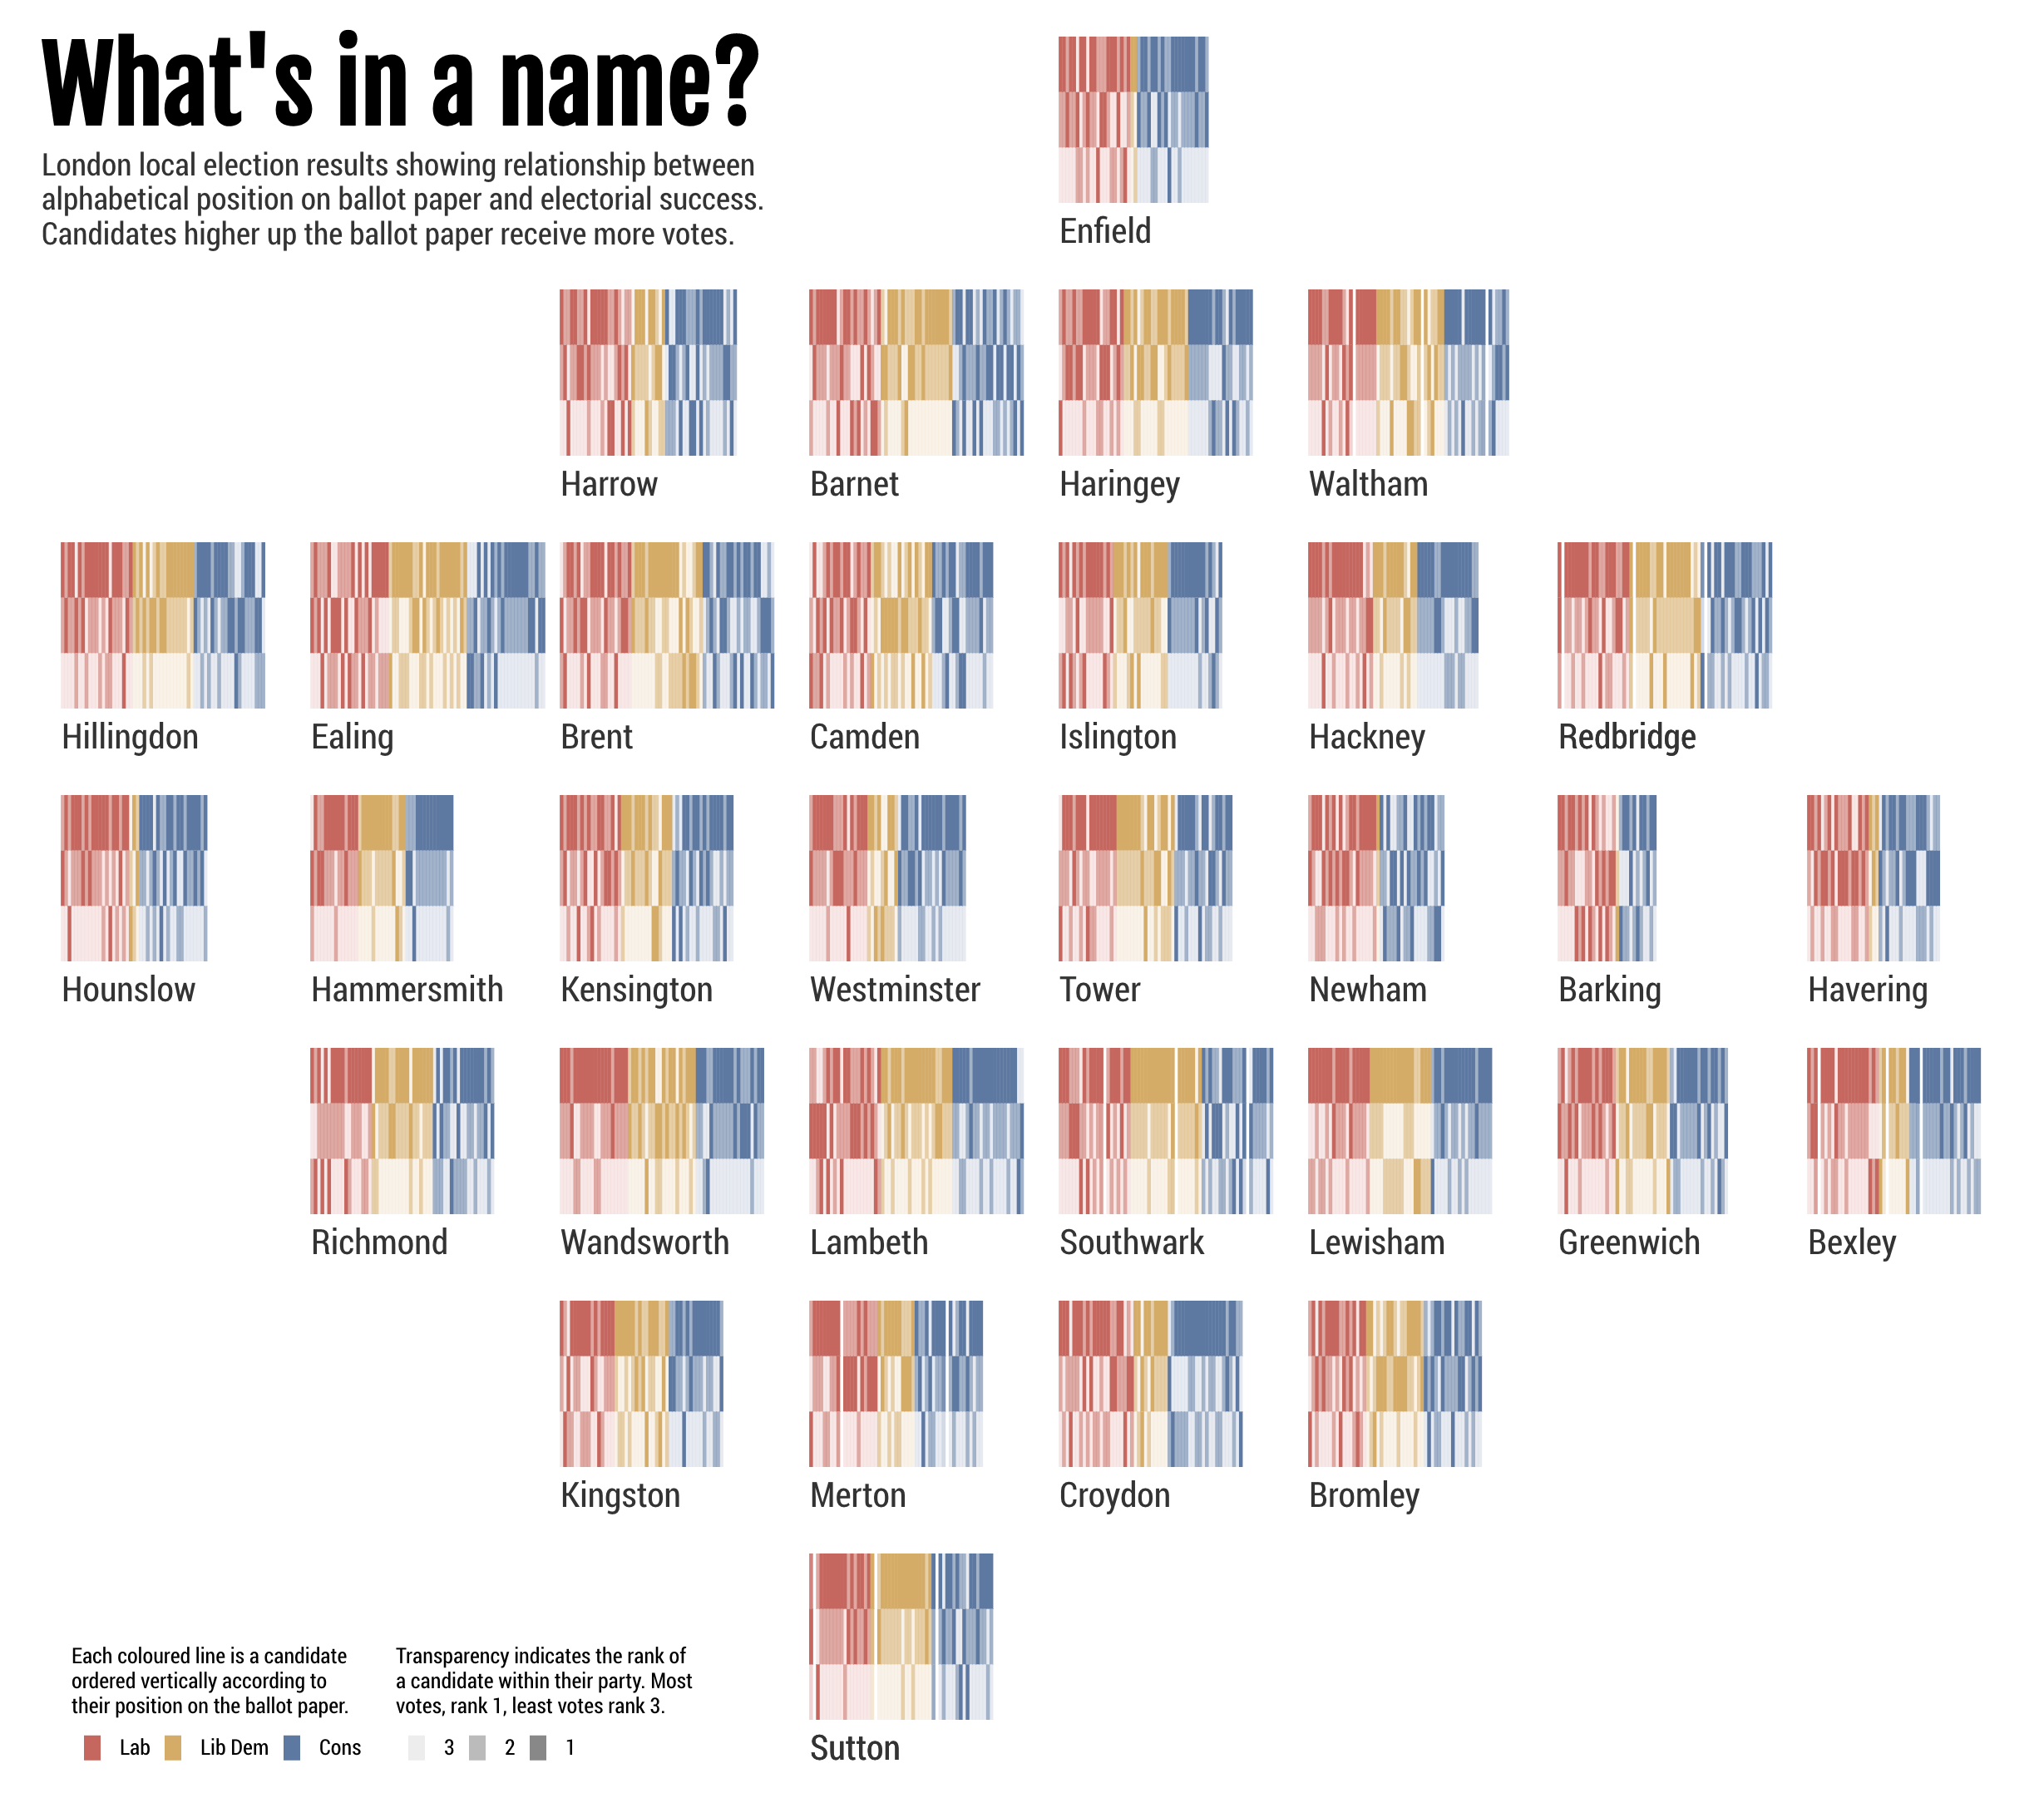 What's in a name?
London local election results showing relationship between
alphabetical position on ballot paper and electorial success.
Candidates higher up the ballot paper receive more votes.
Enfield
Harrow
Barnet
Haringey
Waltham
Hillingdon
Ealing
Brent
Camden
Islington
Hackney
Redbridge
Hounslow
Hammersmith
Kensington
Westminster
Tower
Newham
Barking
Havering
Richmond
Wandsworth
Lambeth
Southwark
Lewisham
Greenwich
Bexley
Kingston
Merton
Croydon
Bromley
Sutton
Each coloured line is a candidate
ordered vertically according to
their position on the ballot paper.
Lab Lib Dem Cons
Transparency indicates the rank of
a candidate within their party. Most
votes, rank 1, least votes rank 3.
3 2 1